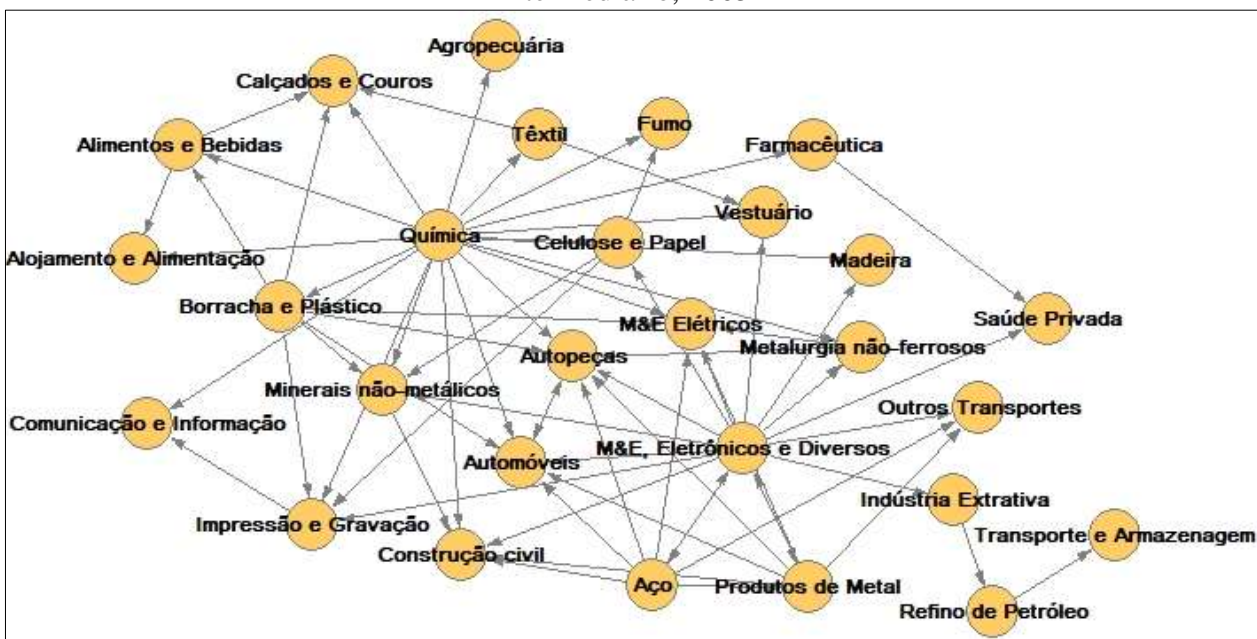 Agropecuária
Calçados e Couros
Têxtil
Fumo
Alimentos e Bebidas
Farmacêutica
Vestuário
Química
Celulose e Papel
Alojamento e Alimentação
Madeira
Borracha e Plástico
M&E Elétricos
Saúde Privada
Metalurgia não-ferrosos
Autopeças
Minerais não-metálicos
Outros Transportes
Comunicação e Informação
M&E, Eletrônicos e Diversos
Automóveis
Indústria Extrativa
Impressão e Gravação
Transporte e Armazenagem
Construção civil
Aço
Produtos de Metal
Refino de Petróleo